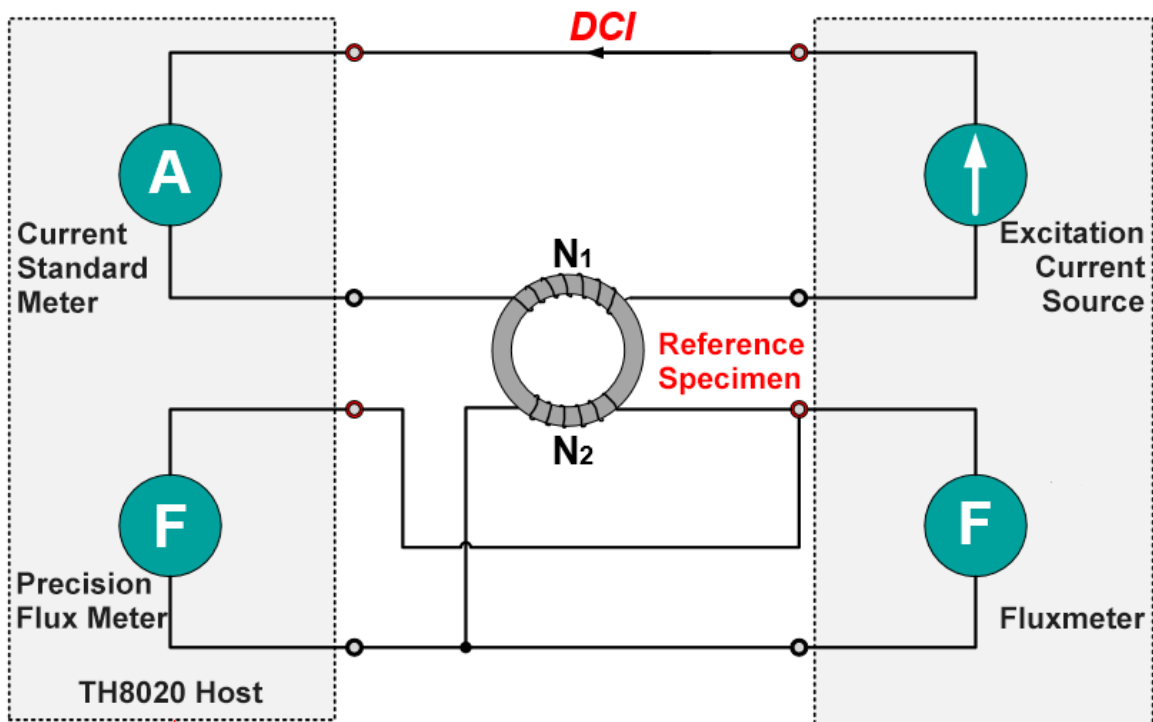 DCI
A
Current
Standard
Meter
N1
Excitation
Current
Source
Reference
Specimen
N2
F
Precision
Flux Meter
F
Fluxmeter
TH8020 Host